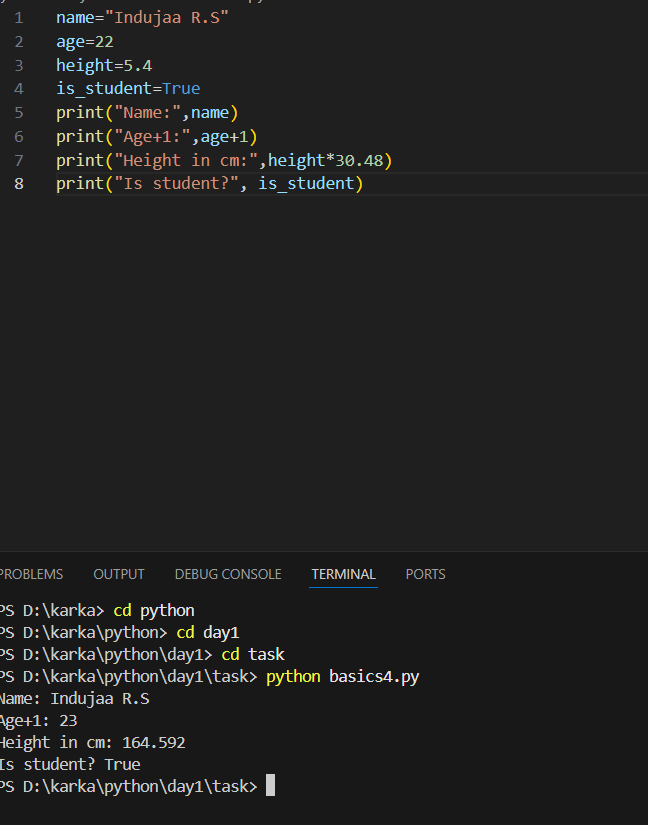 1 name="Indujaa R.S"
2 age=22
3 height=5.4
4 is_student=True
5 print("Name:",name)
6 print("Age+1:",age+1)
7 print("Height in cm:",height*30.48)
8 print("Is student?", is_student)
PROBLEMS OUTPUT DEBUG CONSOLE TERMINAL PORTS
PS D:\karka> cd python
PS D:\karka\python> cd day1
PS D:\karka\python\day1> cd task
PS D:\karka\python\day1\task> python basics4.py
Name: Indujaa R.S
Age+1: 23
Height in cm: 164.592
Is student? True
PS D:\karka\python\day1\task>